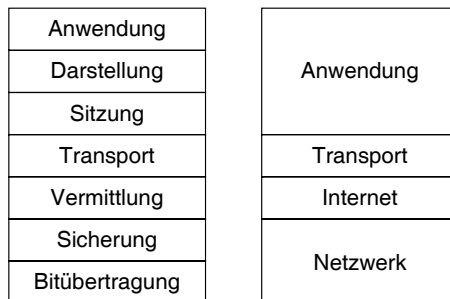 Anwendung
Darstellung
Sitzung
Transport
Vermittlung
Sicherung
Bitübertragung
Anwendung
Transport
Internet
Netzwerk